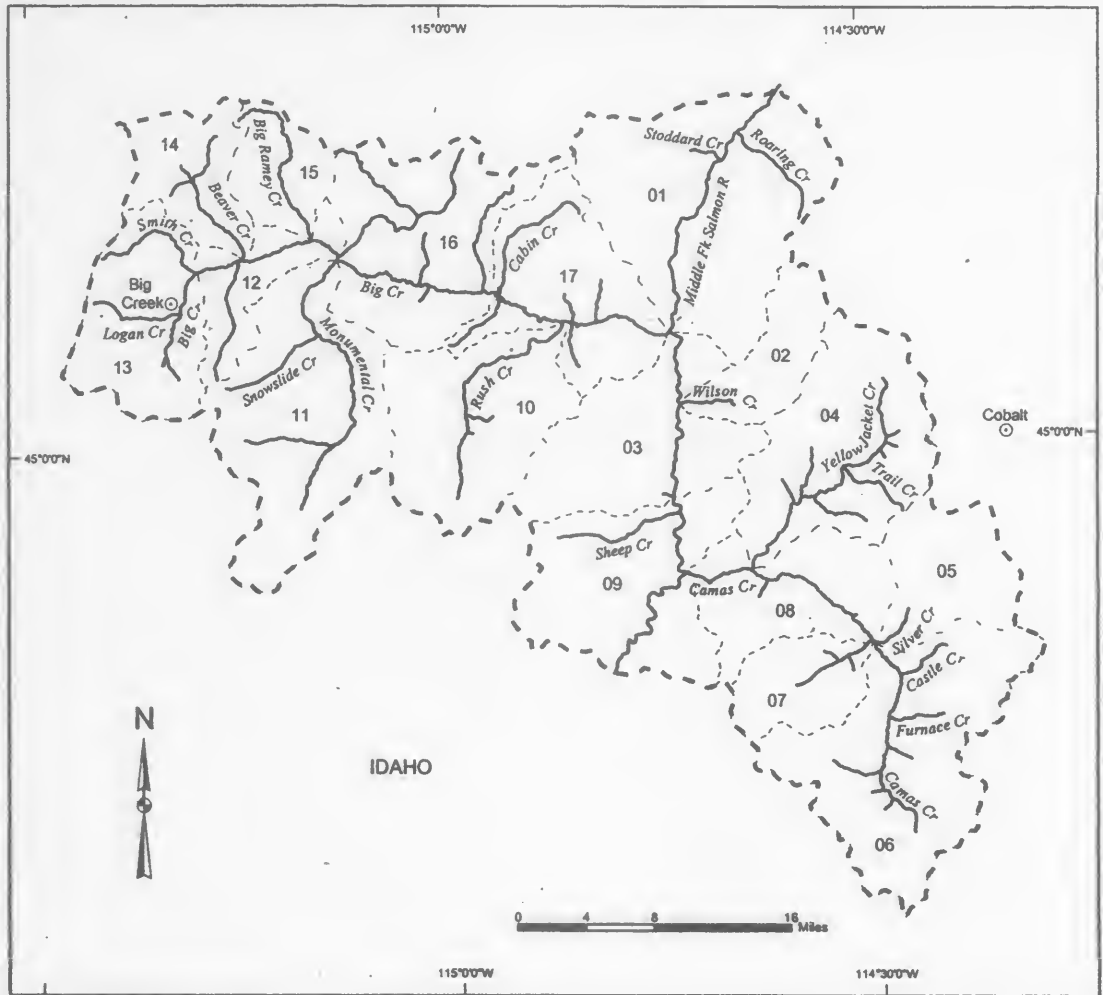 115°0'0"W
114°30'0"W
Stoddard Cr
Roaring Cr
14
Big Ramey Cr
15
01
Beaver Cr
Middle Fk Salmon R
Smith Cr
16
Cabin Cr
17
Big
Creek
12
Big Cr
Big Cr
Logan Cr
Monumental Cr
02
13
Snowslide Cr
Rush Cr
10
Wilson Cr
04
Yellow Jacket Cr
Cobalt
45°0'0"N
11
03
45°0'0"N
Trail Cr
Sheep Cr
09
Camas Cr
08
05
Silver Cr
Castle Cr
07
Furnace Cr
N
IDAHO
Camas Cr
06
0 4 8 16
Miles
115°0'0"W
114°30'0"W